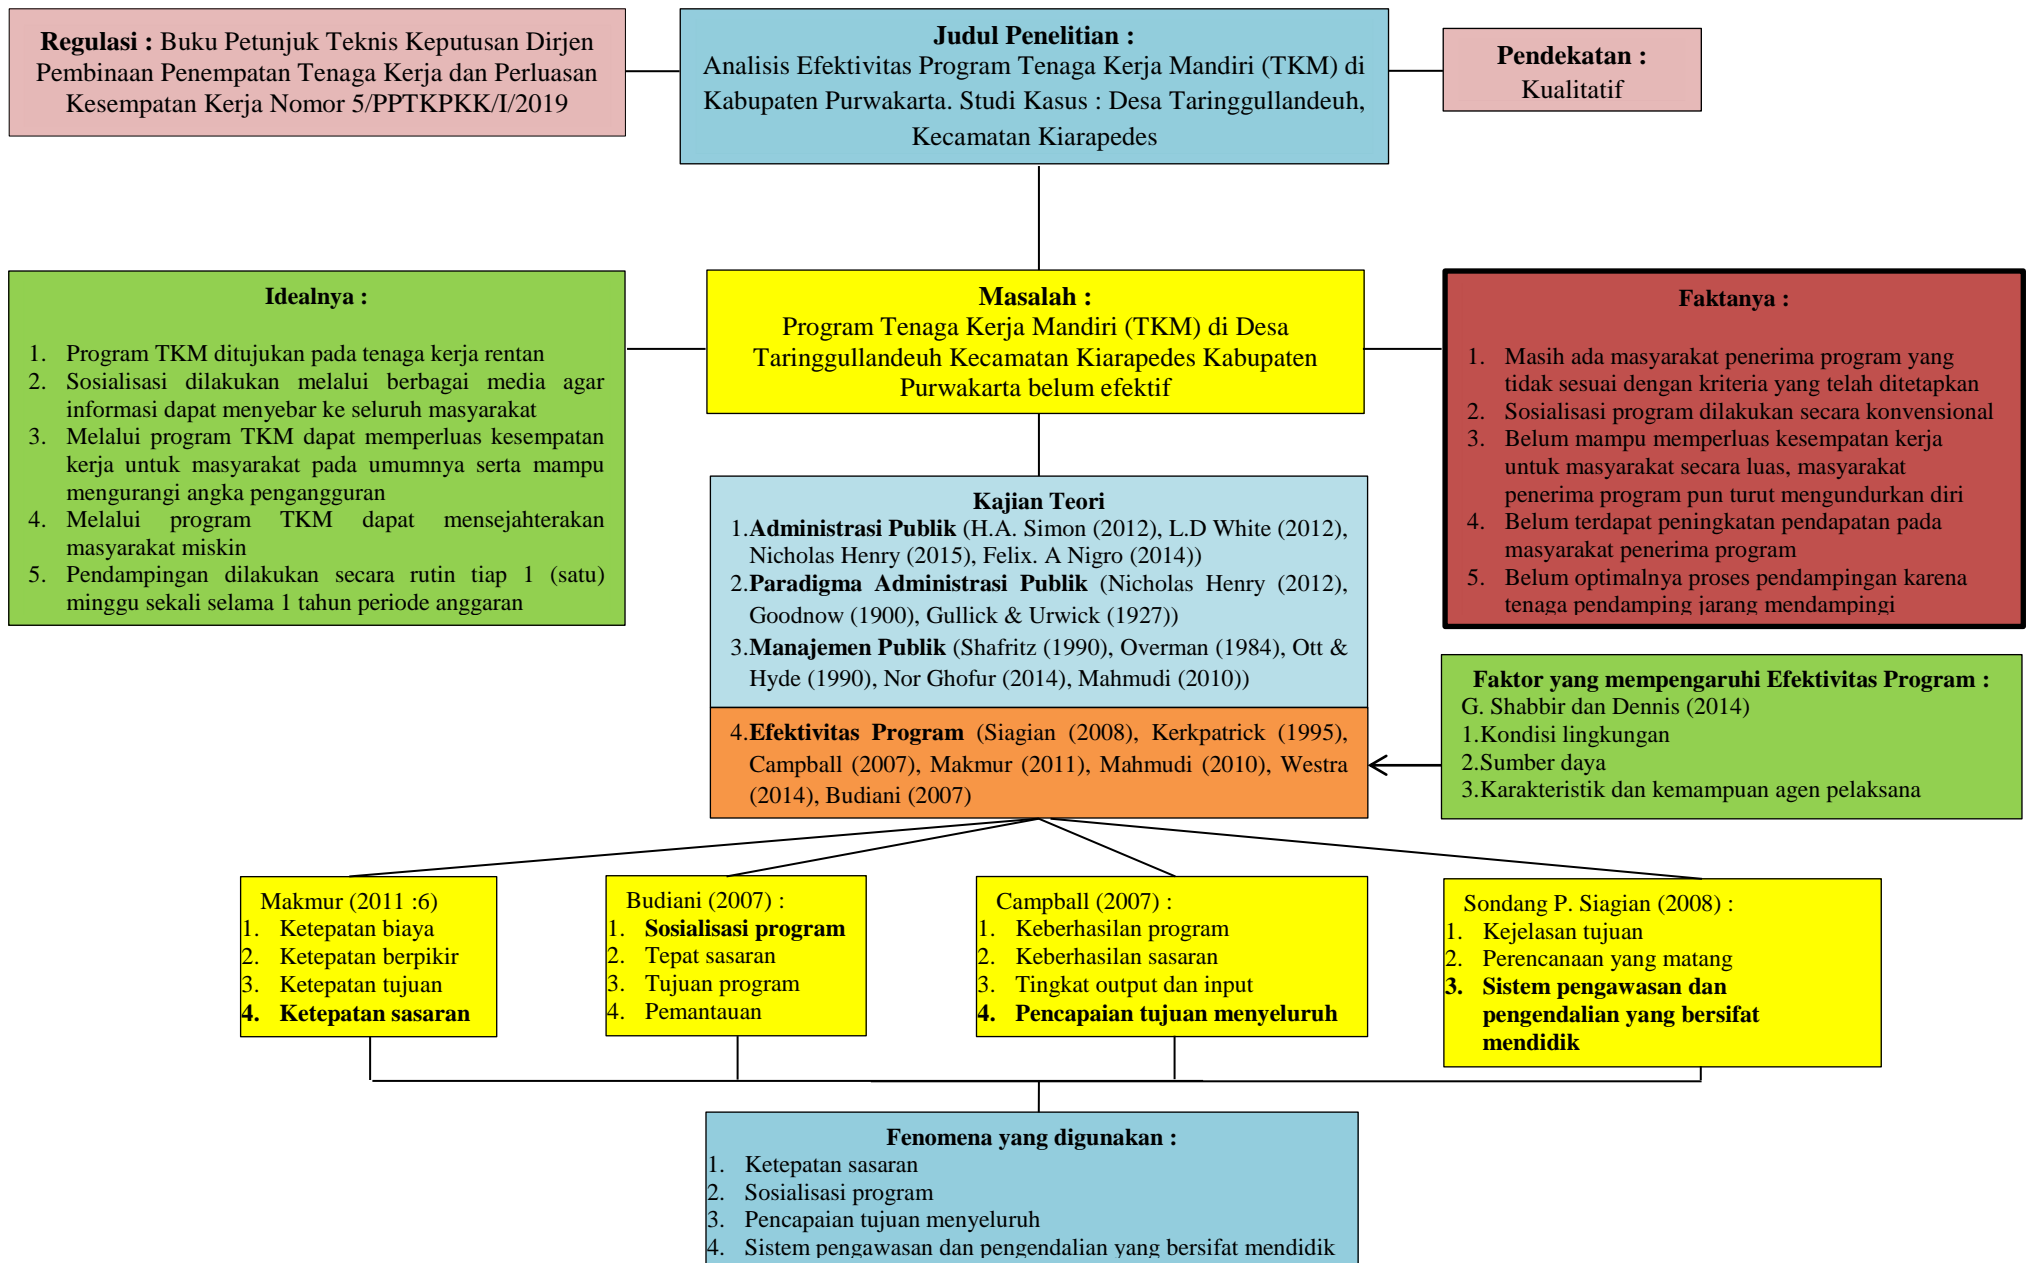 Regulasi : Buku Petunjuk Teknis Keputusan Dirjen
Pembinaan Penempatan Tenaga Kerja dan Perluasan
Kesempatan Kerja Nomor 5/PPTKPKK/I/2019
Judul Penelitian :
Analisis Efektivitas Program Tenaga Kerja Mandiri (TKM) di
Kabupaten Purwakarta. Studi Kasus : Desa Taringgullandeuh,
Kecamatan Kiarapedes
Pendekatan :
Kualitatif
Idealnya :
1. Program TKM ditujukan pada tenaga kerja rentan
2. Sosialisasi dilakukan melalui berbagai media agar
informasi dapat menyebar ke seluruh masyarakat
3. Melalui program TKM dapat memperluas kesempatan
kerja untuk masyarakat pada umumnya serta mampu
mengurangi angka pengangguran
4. Melalui program TKM dapat mensejahterakan
masyarakat miskin
5. Pendampingan dilakukan secara rutin tiap 1 (satu)
minggu sekali selama 1 tahun periode anggaran
Masalah :
Program Tenaga Kerja Mandiri (TKM) di Desa
Taringgullandeuh Kecamatan Kiarapedes Kabupaten
Purwakarta belum efektif
Faktanya :
1. Masih ada masyarakat penerima program yang
tidak sesuai dengan kriteria yang telah ditetapkan
2. Sosialisasi program dilakukan secara konvensional
3. Belum mampu memperluas kesempatan kerja
untuk masyarakat secara luas, masyarakat
penerima program pun turut mengundurkan diri
4. Belum terdapat peningkatan pendapatan pada
masyarakat penerima program
5. Belum optimalnya proses pendampingan karena
tenaga pendamping jarang mendampingi
Kajian Teori
1.Administrasi Publik (H.A. Simon (2012), L.D White (2012),
Nicholas Henry (2015), Felix. A Nigro (2014))
2.Paradigma Administrasi Publik (Nicholas Henry (2012),
Goodnow (1900), Gullick & Urwick (1927))
3.Manajemen Publik (Shafritz (1990), Overman (1984), Ott &
Hyde (1990), Nor Ghofur (2014), Mahmudi (2010))
4.Efektivitas Program (Siagian (2008), Kerkpatrick (1995),
Campball (2007), Makmur (2011), Mahmudi (2010), Westra
(2014), Budiani (2007)
Faktor yang mempengaruhi Efektivitas Program :
G. Shabbir dan Dennis (2014)
1.Kondisi lingkungan
2.Sumber daya
3.Karakteristik dan kemampuan agen pelaksana
Makmur (2011 :6)
1. Ketepatan biaya
2. Ketepatan berpikir
3. Ketepatan tujuan
4. Ketepatan sasaran
Budiani (2007) :
1. Sosialisasi program
2. Tepat sasaran
3. Tujuan program
4. Pemantauan
Campball (2007) :
1. Keberhasilan program
2. Keberhasilan sasaran
3. Tingkat output dan input
4. Pencapaian tujuan menyeluruh
Sondang P. Siagian (2008) :
1. Kejelasan tujuan
2. Perencanaan yang matang
3. Sistem pengawasan dan
pengendalian yang bersifat
mendidik
Fenomena yang digunakan :
1. Ketepatan sasaran
2. Sosialisasi program
3. Pencapaian tujuan menyeluruh
4. Sistem pengawasan dan pengendalian yang bersifat mendidik